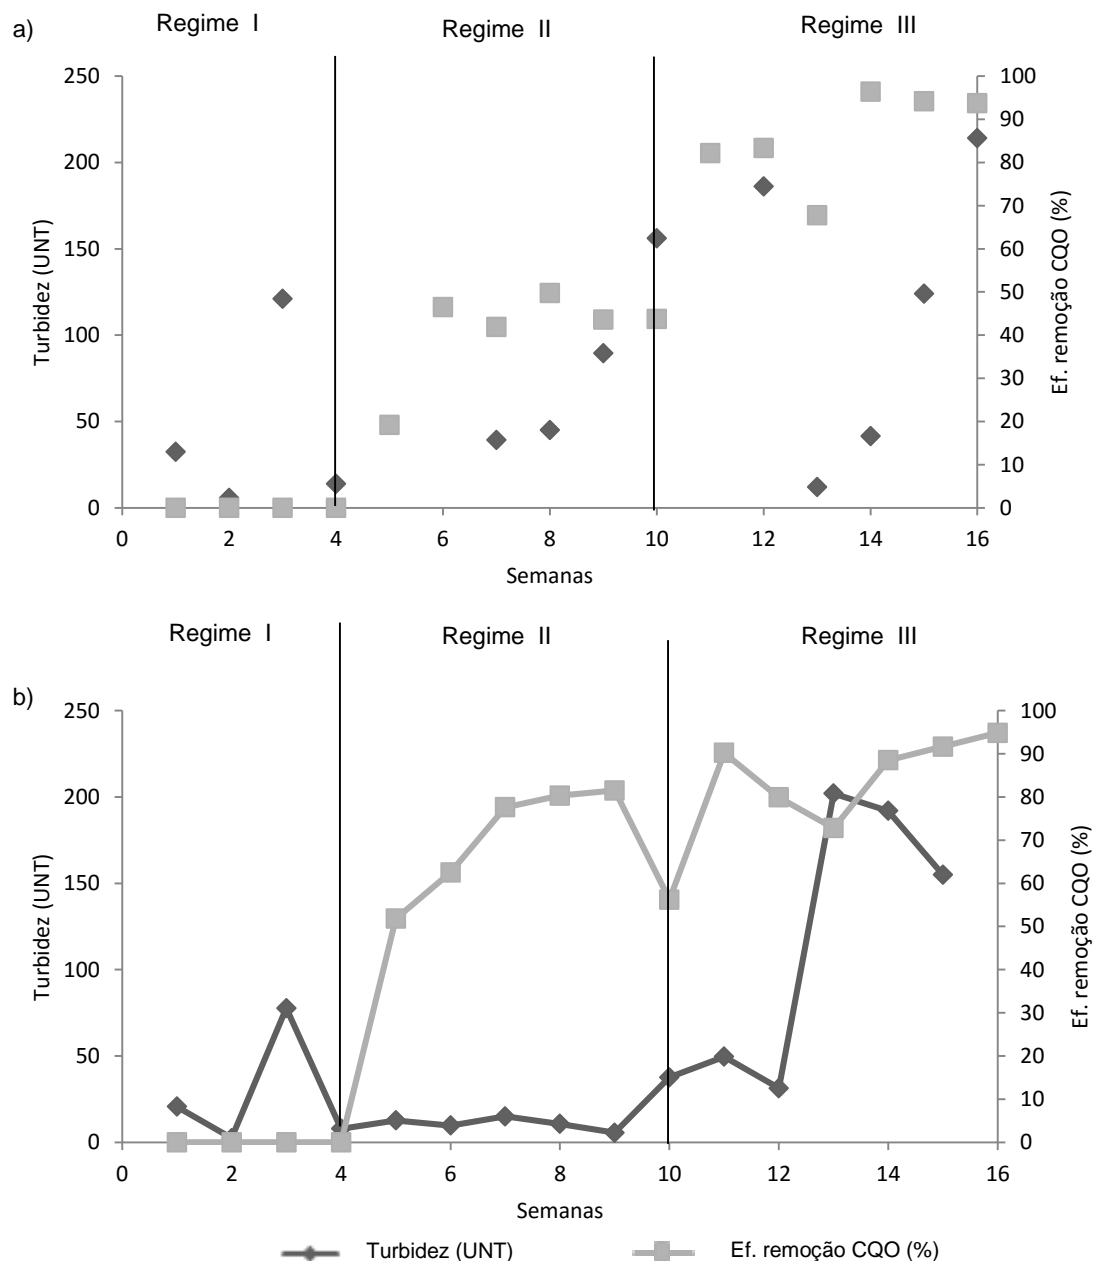 a)
Regime I
Regime II
Regime III
250
200
150
100
50
0
Turbidez (UNT)
100
90
80
70
60
50
40
30
20
10
0
Ef. remoção CQO (%)
0 2 4 6 8 10 12 14 16
Semanas
Regime I
Regime II
Regime III
b)
250
200
150
100
50
0
Turbidez (UNT)
100
90
80
70
60
50
40
30
20
10
0
Ef. remoção CQO (%)
0 2 4 6 8 10 12 14 16
Semanas
Turbidez (UNT) Ef. remoção CQO (%)